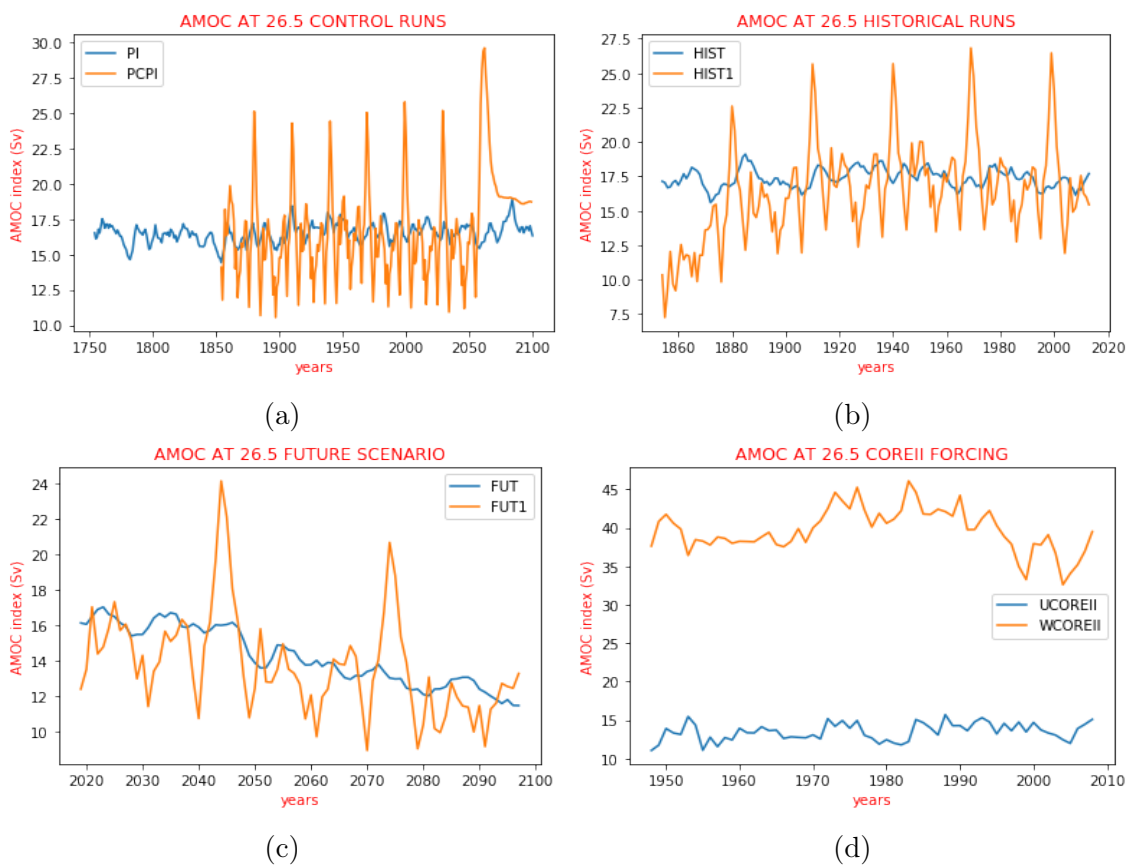 AMOC AT 26.5 CONTROL RUNS
PI
PCPI
AMOC index (Sv)
30.0
27.5
25.0
22.5
20.0
17.5
15.0
12.5
10.0
1750 1800 1850 1900 1950 2000 2050 2100
years
(a)
AMOC AT 26.5 HISTORICAL RUNS
HIST
HIST1
AMOC index (Sv)
27.5
25.0
22.5
20.0
17.5
15.0
12.5
10.0
7.5
1860 1880 1900 1920 1940 1960 1980 2000 2020
years
(b)
AMOC AT 26.5 FUTURE SCENARIO
FUT
FUT1
AMOC index (Sv)
24
22
20
18
16
14
12
10
2020 2030 2040 2050 2060 2070 2080 2090 2100
years
(c)
AMOC AT 26.5 COREII FORCING
UCOREII
WCOREII
AMOC index (Sv)
45
40
35
30
25
20
15
10
1950 1960 1970 1980 1990 2000 2010
years
(d)